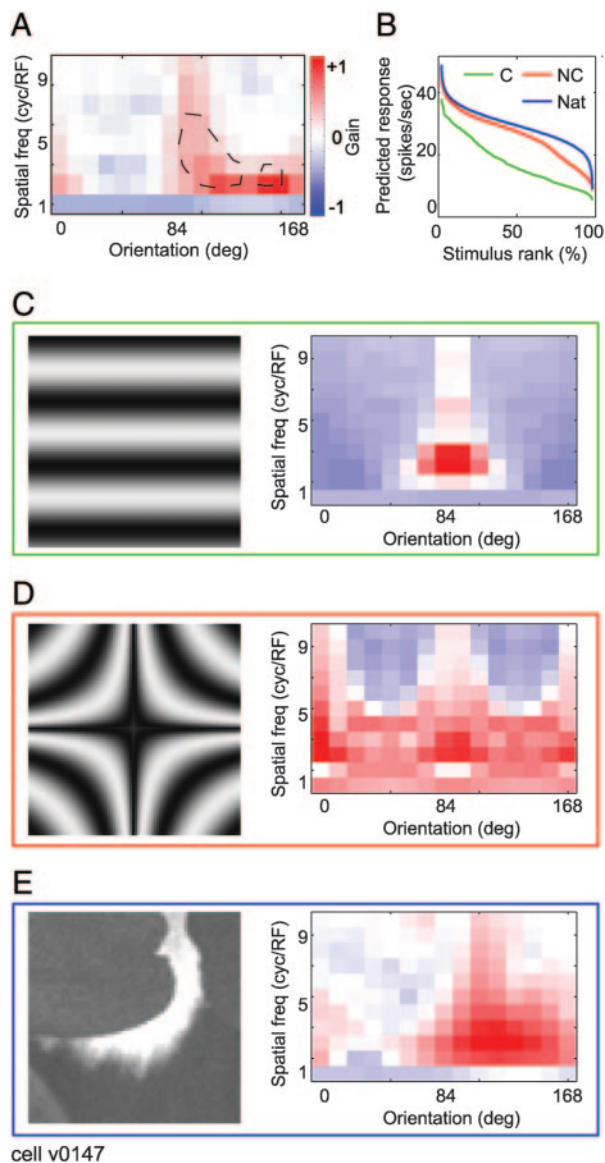 A
Spatial freq (cyc/RF)
9
5
1
0
84
168
Orientation (deg)
+1
Gain
-1
B
Predicted response
(spikes/sec)
40
20
0
C
NC
Nat
50
100
Stimulus rank (%)
C
Spatial freq (cyc/RF)
9
5
1
0
84
168
Orientation (deg)
D
Spatial freq (cyc/RF)
9
5
1
0
84
168
Orientation (deg)
E
Spatial freq (cyc/RF)
9
5
1
0
84
168
Orientation (deg)
cell v0147